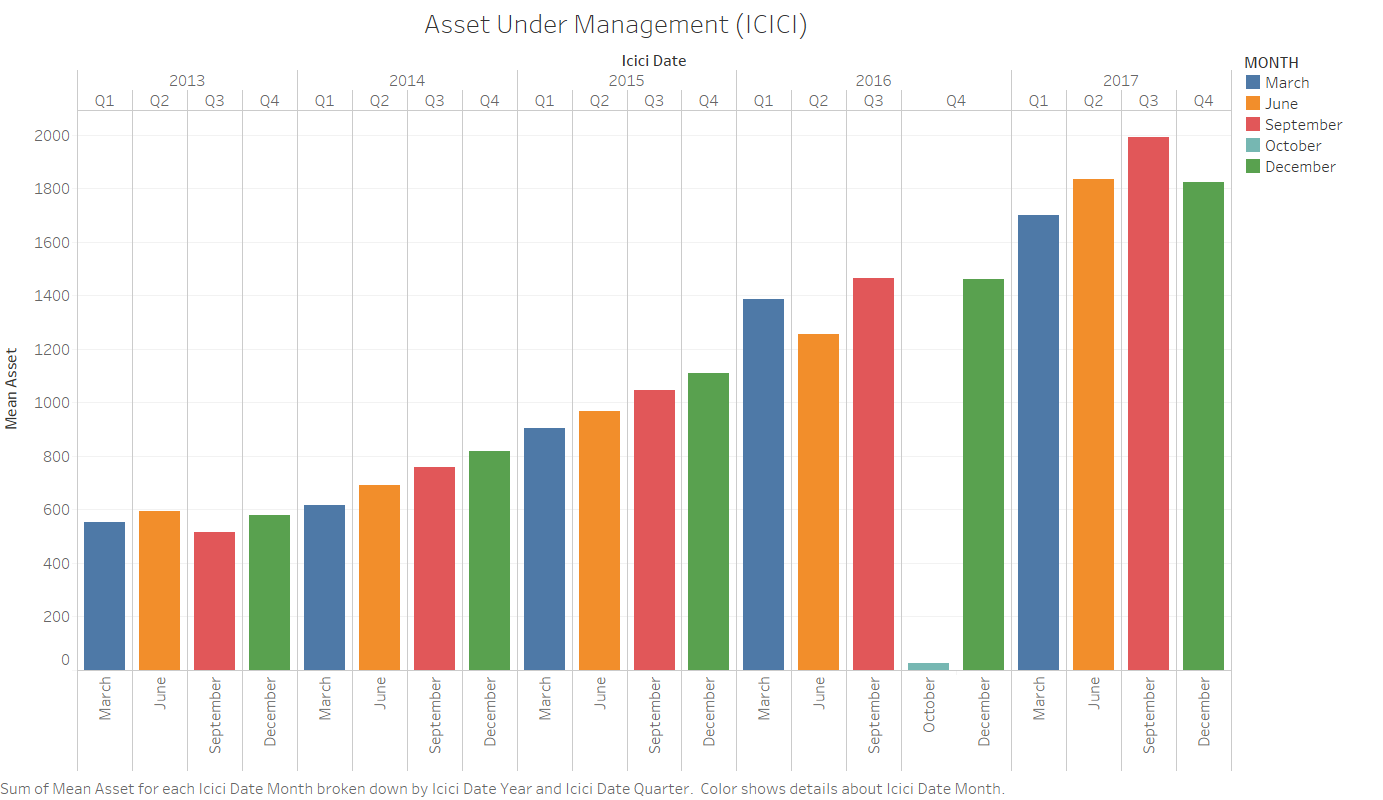 Asset Under Management (ICICI)
Icici Date
2013 2014 2015 2016 2017
Q1 Q2 Q3 Q4 Q1 Q2 Q3 Q4 Q1 Q2 Q3 Q4 Q1 Q2 Q3 Q4 Q1 Q2 Q3 Q4
MONTH
March
June
September
October
December
Mean Asset
2000
1800
1600
1400
1200
1000
800
600
400
200
0
March June September December March June September December March June September December March June September October December March June September December
Sum of Mean Asset for each Icici Date Month broken down by Icici Date Year and Icici Date Quarter. Color shows details about Icici Date Month.